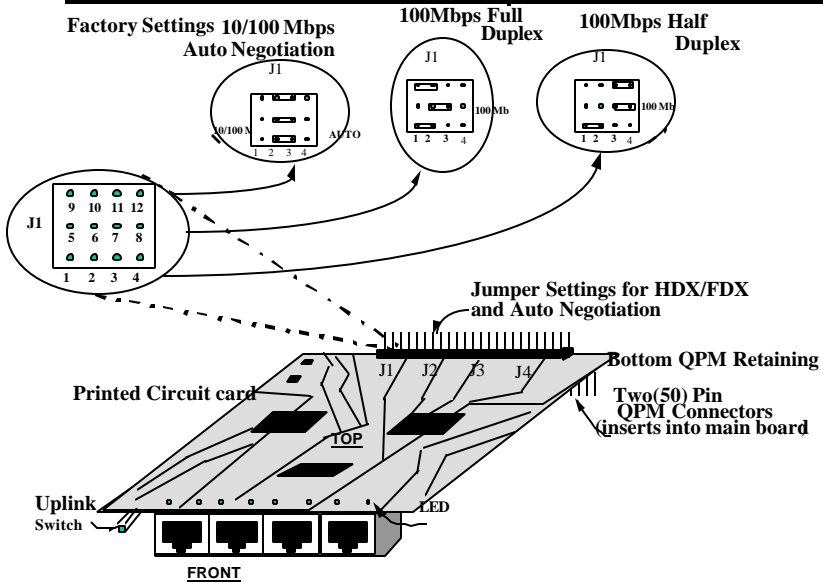 Factory Settings 10/100 Mbps
Auto Negotiation
J1
AUTO
1 2 3 4
100Mbps Full
Duplex
J1
100 Mb
1 2 3 4
100Mbps Half
Duplex
J1
100 Mb
1 2 3 4
J1
9 10 11 12
5 6 7 8
1 2 3 4
Jumper Settings for HDX/FDX
and Auto Negotiation
J1 J2 J3 J4
Bottom QPM Retaining
Printed Circuit card
Two(50) Pin
QPM Connectors
(inserts into main board)
TOP
Uplink
Switch
LED
FRONT